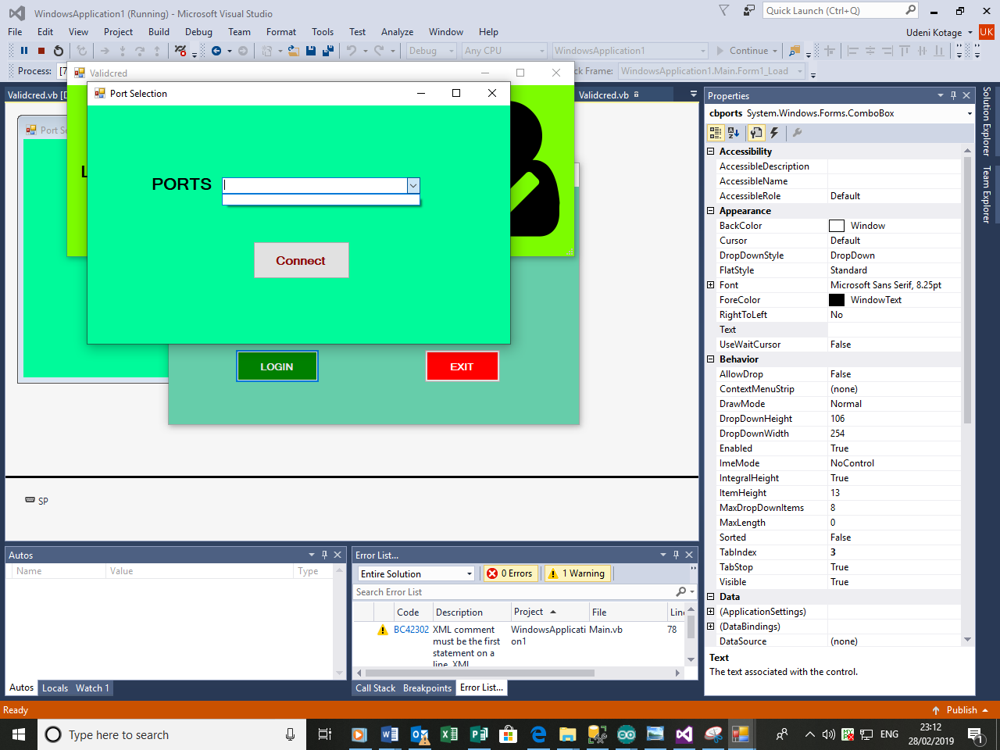 WindowsApplication1 (Running) - Microsoft Visual Studio
Quick Launch (Ctrl+Q)
File Edit View Project Build Debug Team Format Tools Test Analyze Window Help
Udeni Kotage UK
Debug Any CPU WindowsApplication1 Continue
Process: [7
Validcred
ck Frame: WindowsApplication1.Main.Form1_Load
Port Selection
Validcred.vb [D
Validcred.vb
Port Se
L
PORTS
Connect
LOGIN
EXIT
SP
Properties
cbports System.Windows.Forms.ComboBox
Accessibility
AccessibleDescription
AccessibleName
AccessibleRole Default
Appearance
BackColor Window
Cursor Default
DropDownStyle DropDown
FlatStyle Standard
Font Microsoft Sans Serif, 8.25pt
ForeColor WindowText
RightToLeft No
Text
UseWaitCursor False
Behavior
AllowDrop False
ContextMenuStrip (none)
DrawMode Normal
DropDownHeight 106
DropDownWidth 254
Enabled True
ImeMode NoControl
IntegralHeight True
ItemHeight 13
MaxDropDownItems 8
MaxLength 0
Sorted False
TabIndex 3
TabStop True
Visible True
Data
(ApplicationSettings)
(DataBindings)
DataSource (none)
Text
The text associated with the control.
Solution Explorer
Team Explorer
Autos
Name Value Type
Autos Locals Watch 1
Error List...
Entire Solution 0 Errors 1 Warning
Search Error List
Code Description Project File Line
BC42302 XML comment must be the first statement on a line. XML WindowsApplicati on1 Main.vb 78
Call Stack Breakpoints Error List...
Ready
Publish
Type here to search
ENG
23:12
28/02/2019
1